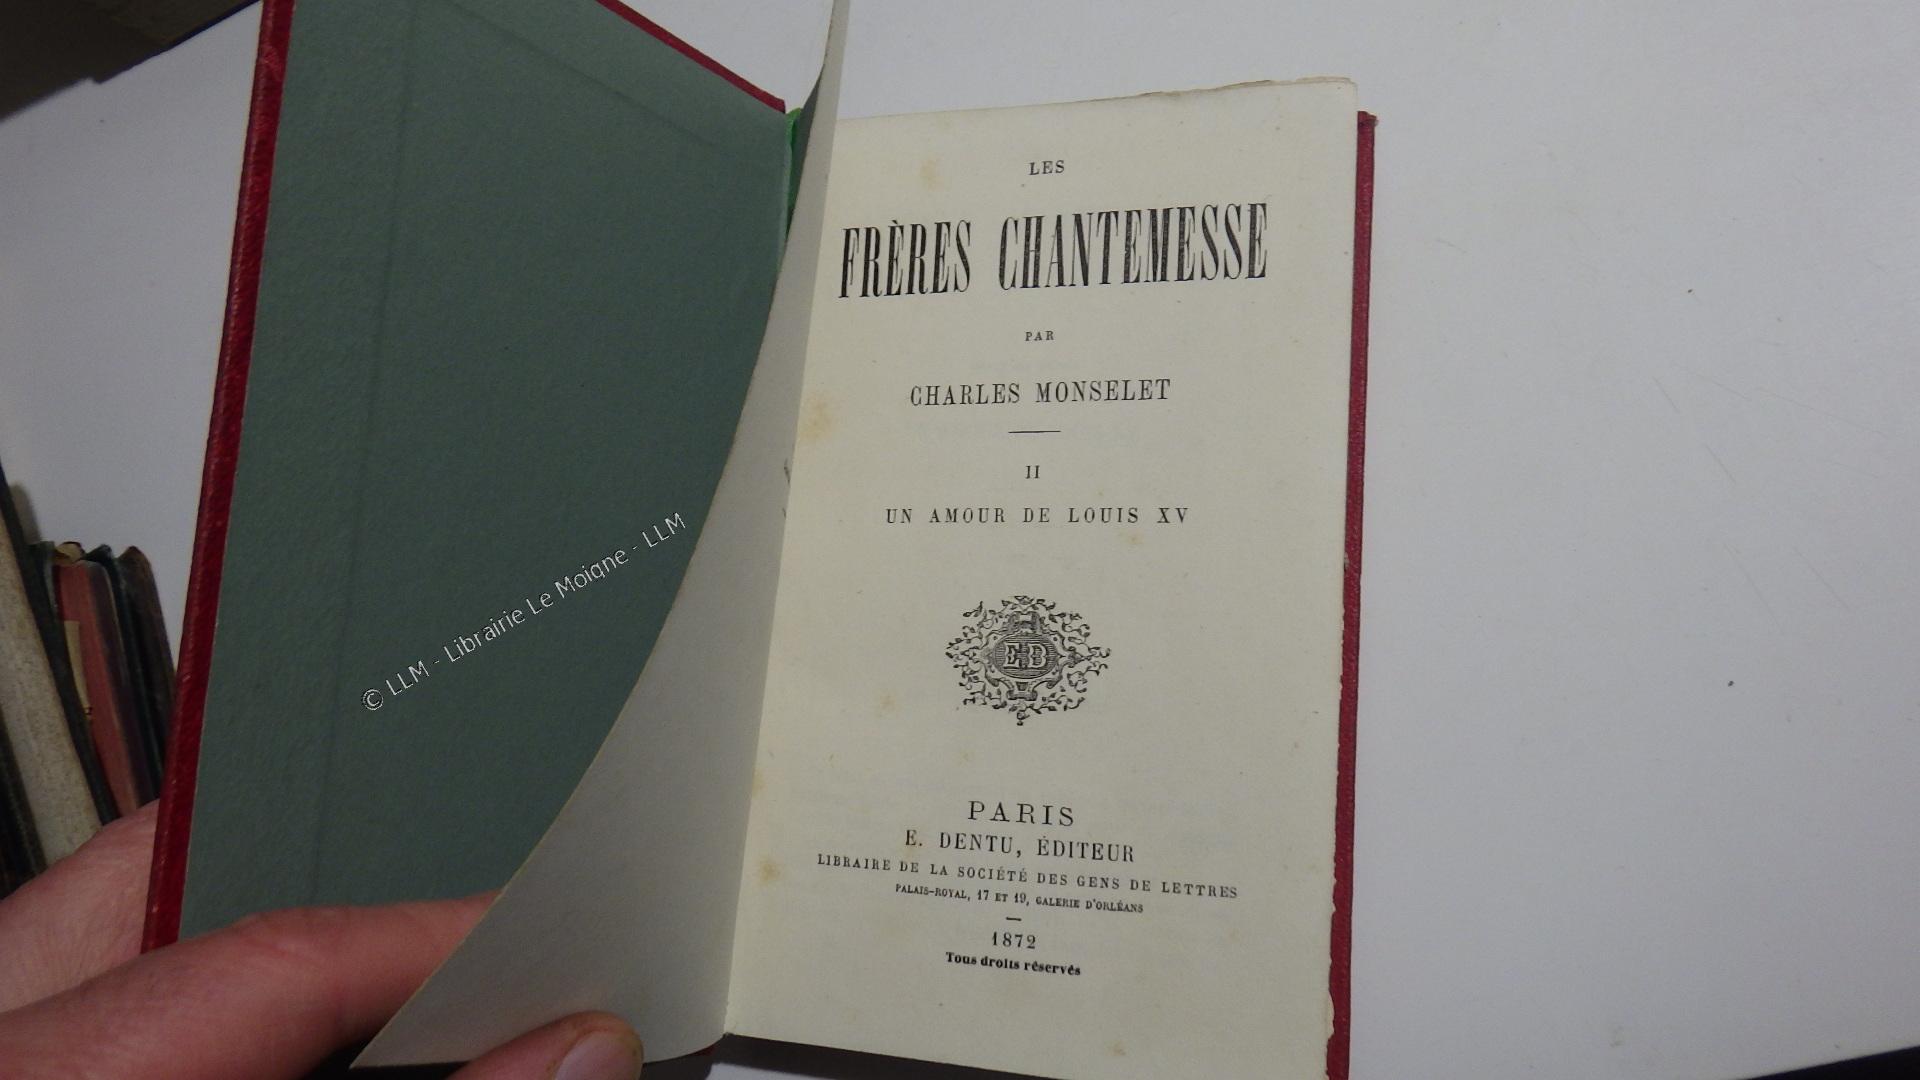 LES
FRÈRES CHANTEMESSE
PAR
CHARLES MONSELET
II
UN AMOUR DE LOUIS XV
ED
PARIS
E. DENTU, ÉDITEUR
LIBRAIRE DE LA SOCIÉTÉ DES GENS DE LETTRES
PALAIS-ROYAL, 17 ET 19, GALERIE D'ORLÉANS
1872
Tous droits réservés
© LLM - Librairie Le Moigne - LLM